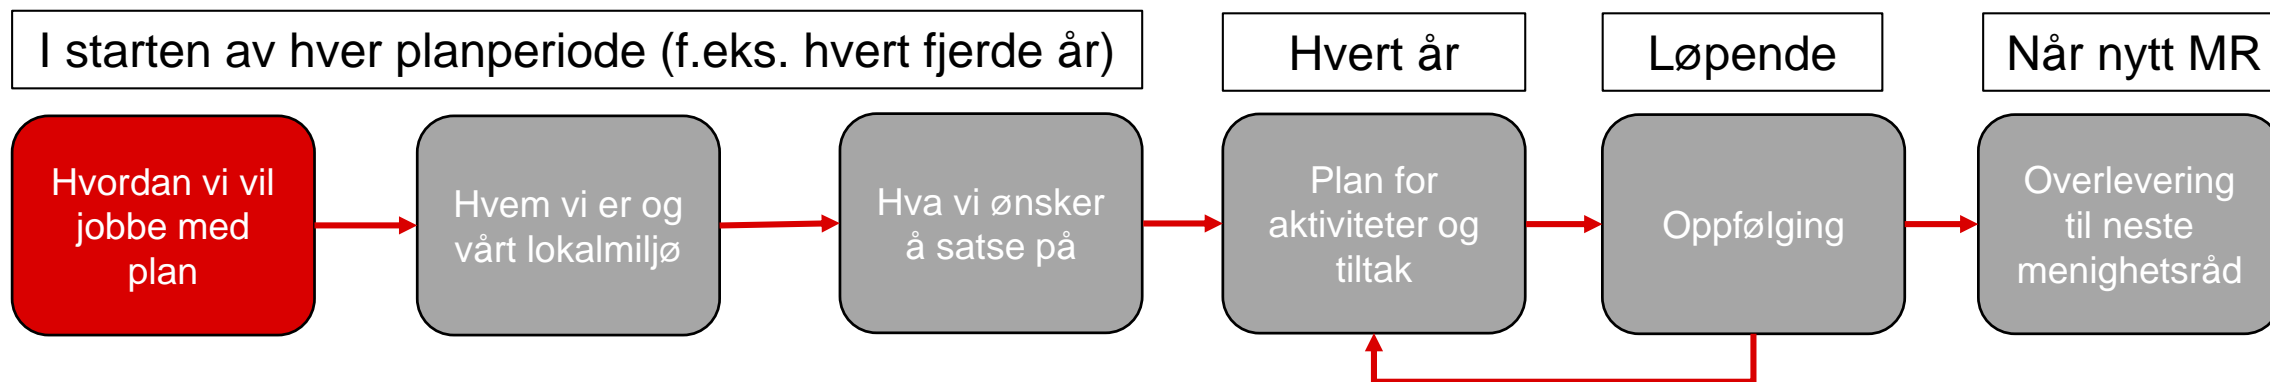 I starten av hver planperiode (f.eks. hvert fjerde år)
Hvert år
Løpende
Når nytt MR
Hvordan vi vil
jobbe med
plan
Hvem vi er og
vårt lokalmiljø
Hva vi ønsker
å satse på
Plan for
aktiviteter og
tiltak
Oppfølging
Overlevering
til neste
menighetsråd